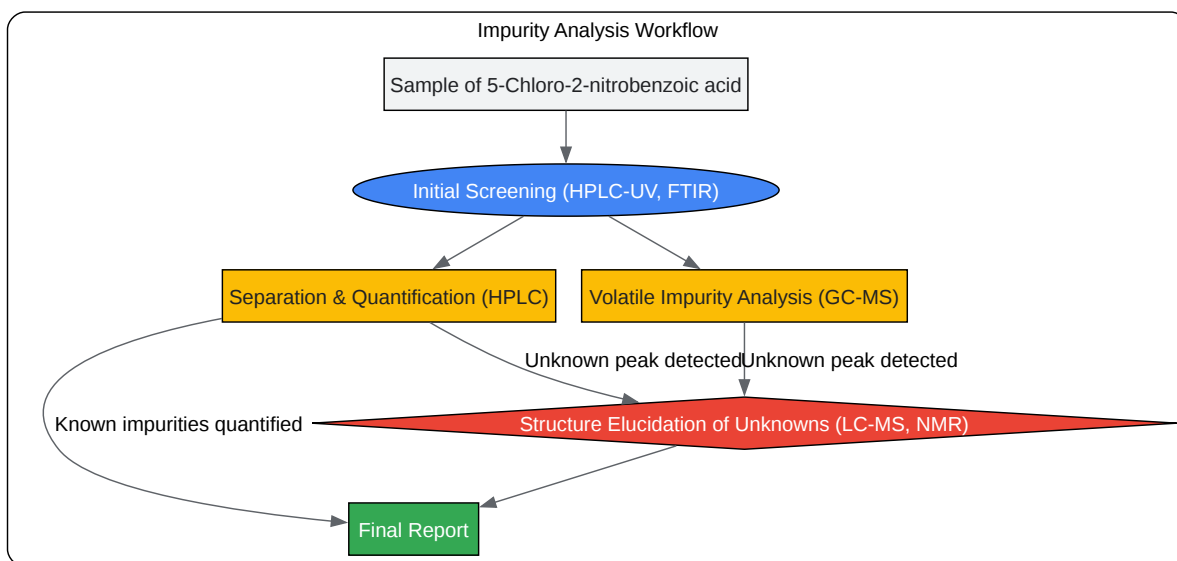 Impurity Analysis Workflow
Sample of 5-Chloro-2-nitrobenzoic acid
Initial Screening (HPLC-UV, FTIR)
Separation & Quantification (HPLC)
Volatile Impurity Analysis (GC-MS)
Unknown peak detected
Unknown peak detected
Known impurities quantified
Structure Elucidation of Unknowns (LC-MS, NMR)
Final Report